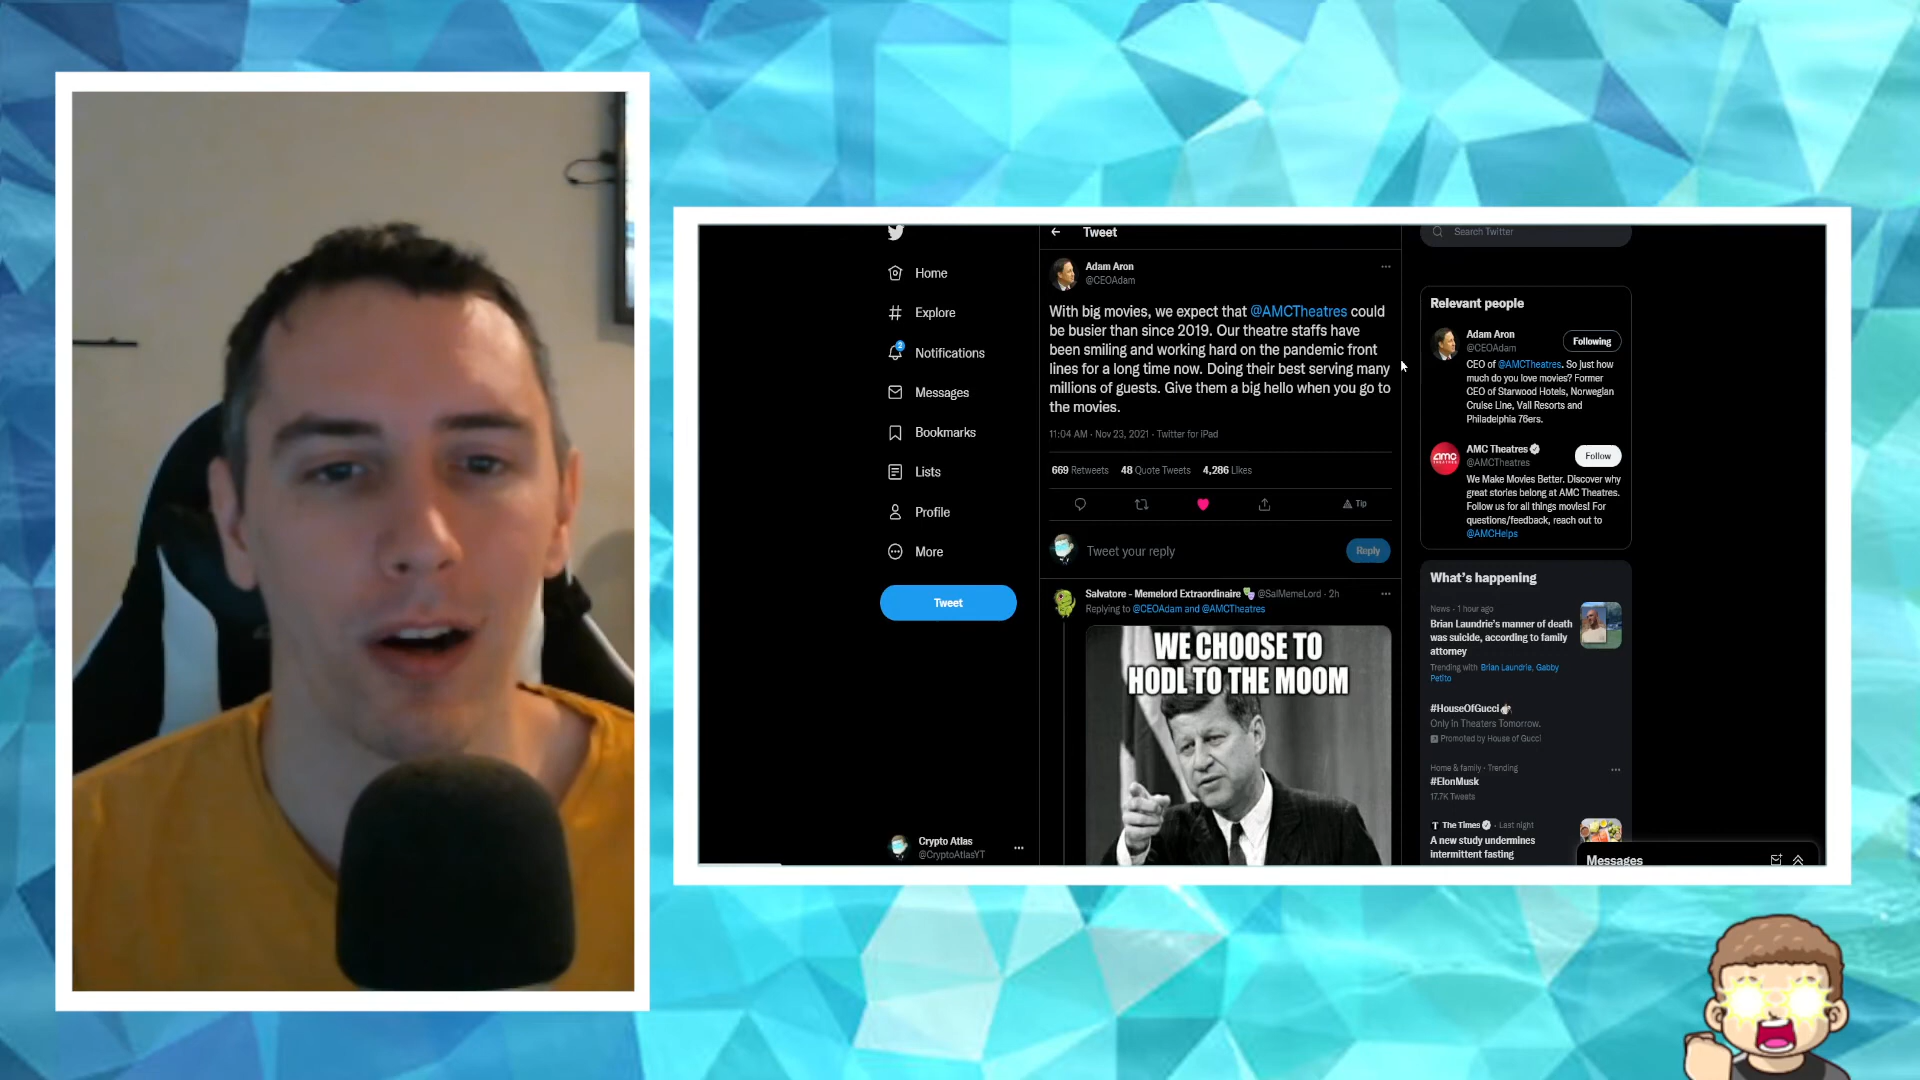 Tweet
Search Twitter
Home
Explore
2
Notifications
Messages
Bookmarks
Lists
Profile
More
Tweet
Crypto Atlas
@CryptoAtlasYT
Adam Aron
@CEOAdam
With big movies, we expect that @AMCTheatres could
be busier than since 2019. Our theatre staffs have
been smiling and working hard on the pandemic front
lines for a long time now. Doing their best serving many
millions of guests. Give them a big hello when you go to
the movies.
11:04 AM · Nov 23, 2021 · Twitter for iPad
669 Retweets 48 Quote Tweets 4,286 Likes
Tip
Tweet your reply
Reply
Salvatore - Memelord Extraordinaire @SalMemeLord · 2h
Replying to @CEOAdam and @AMCTheatres
WE CHOOSE TO
HODL TO THE MOOM
Relevant people
Adam Aron
@CEOAdam
Following
CEO of @AMCTheatres. So just how
much do you love movies? Former
CEO of Starwood Hotels, Norwegian
Cruise Line, Vail Resorts and
Philadelphia 76ers.
amc
THEATRES
AMC Theatres
@AMCTheatres
Follow
We Make Movies Better. Discover why
great stories belong at AMC Theatres.
Follow us for all things movies! For
questions/feedback, reach out to
@AMCHelps
What's happening
News · 1 hour ago
Brian Laundrie's manner of death
was suicide, according to family
attorney
Trending with Brian Laundrie, Gabby
Petito
#HouseOfGucci
Only In Theaters Tomorrow.
Promoted by House of Gucci
Home & family · Trending
#ElonMusk
17.7K Tweets
T The Times · Last night
A new study undermines
intermittent fasting
Messages